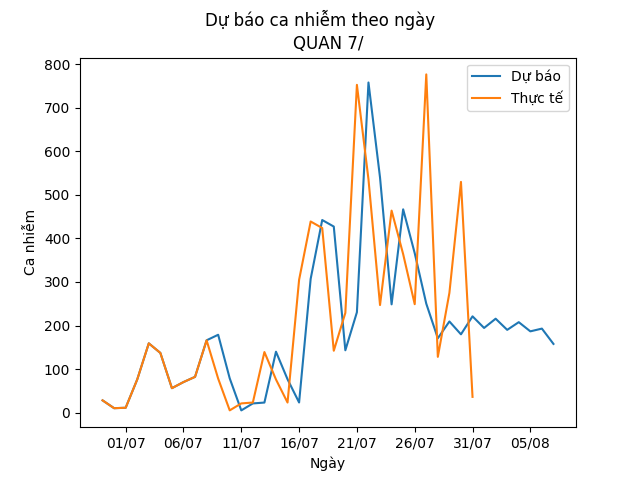 Dự báo ca nhiễm theo ngày
QUAN 7/
800
700
600
500
400
300
200
100
0
Ca nhiễm
Dự báo
Thực tế
01/07 06/07 11/07 16/07 21/07 26/07 31/07 05/08
Ngày